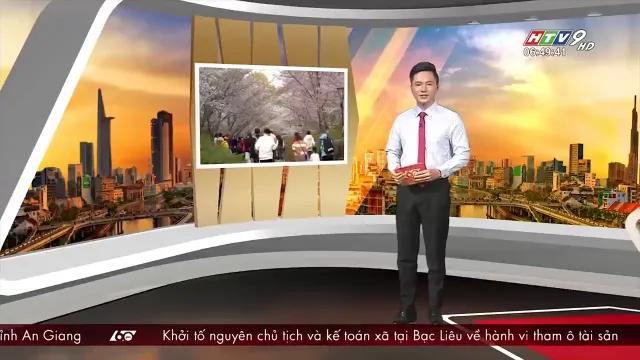 HTV9 HD
06:49:41
ỉnh An Giang 60 Khởi tố nguyên chủ tịch và kế toán xã tại Bạc Liêu về hành vi tham ô tài sản